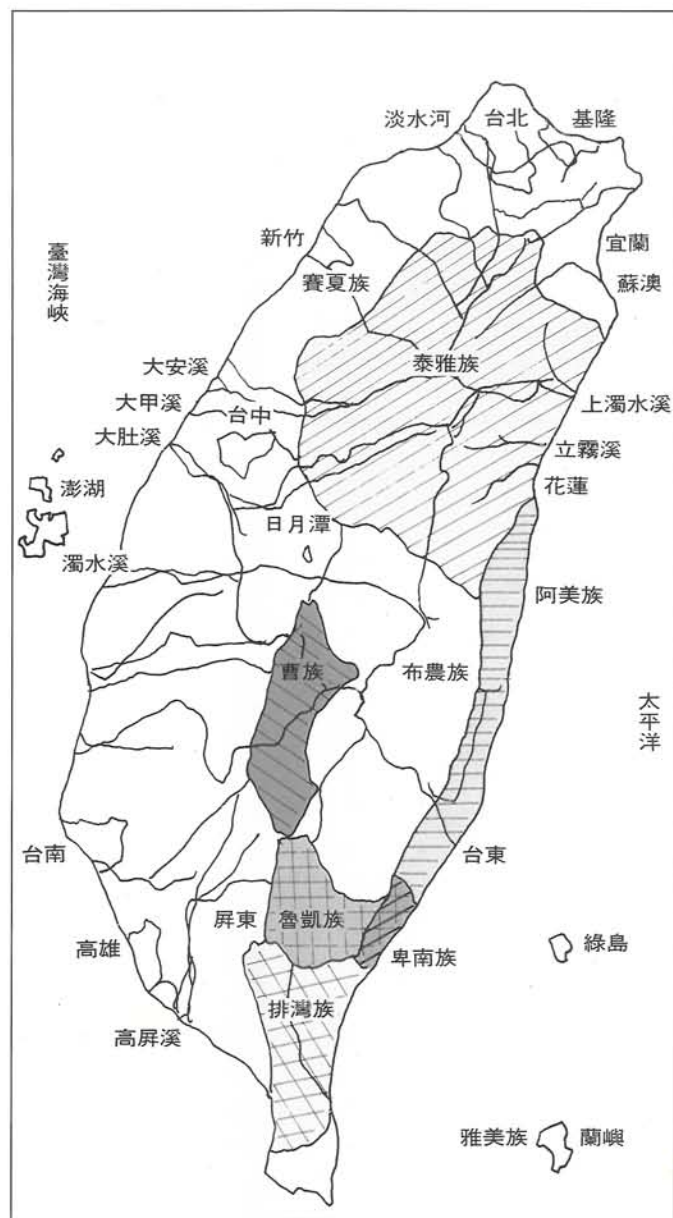 淡水河
台北
基隆
新竹
宜蘭
臺灣海峽
賽夏族
蘇澳
大安溪
泰雅族
大甲溪
上濁水溪
台中
大肚溪
立霧溪
澎湖
花蓮
日月潭
濁水溪
阿美族
曹族
布農族
太平洋
台南
台東
屏東
魯凱族
高雄
卑南族
綠島
排灣族
高屏溪
雅美族
蘭嶼